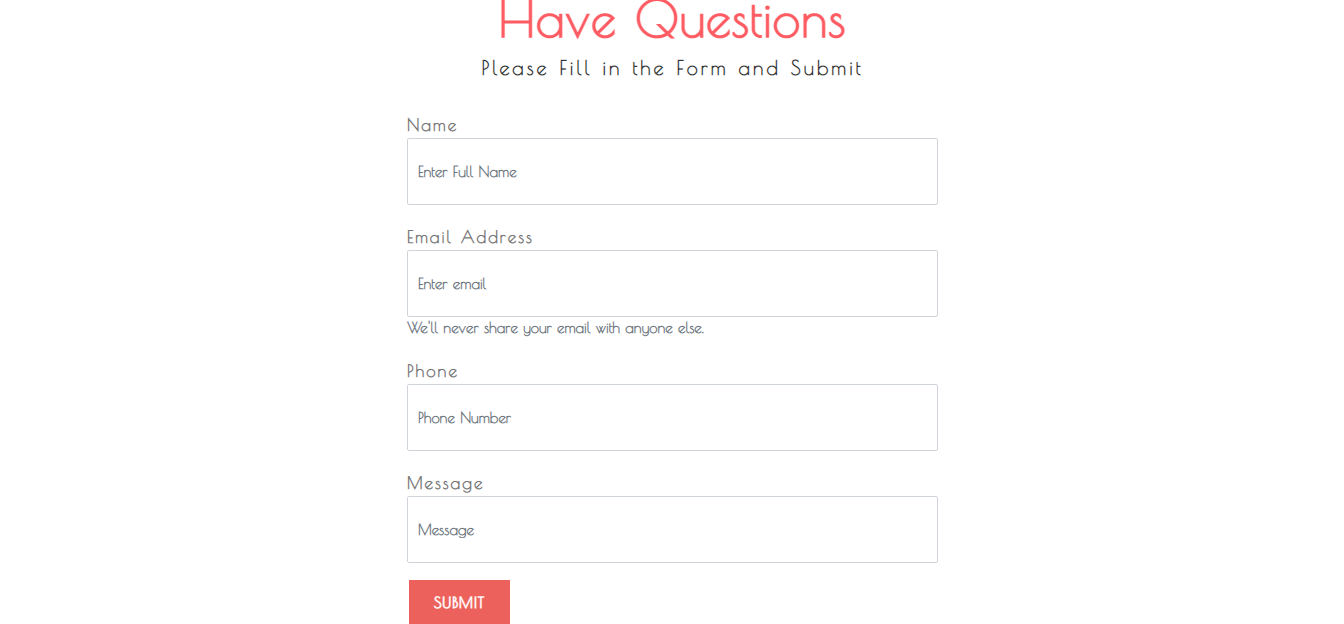 Have Questions
Please Fill in the Form and Submit
Name
Enter Full Name
Email Address
Enter email
We'll never share your email with anyone else.
Phone
Phone Number
Message
Message
SUBMIT